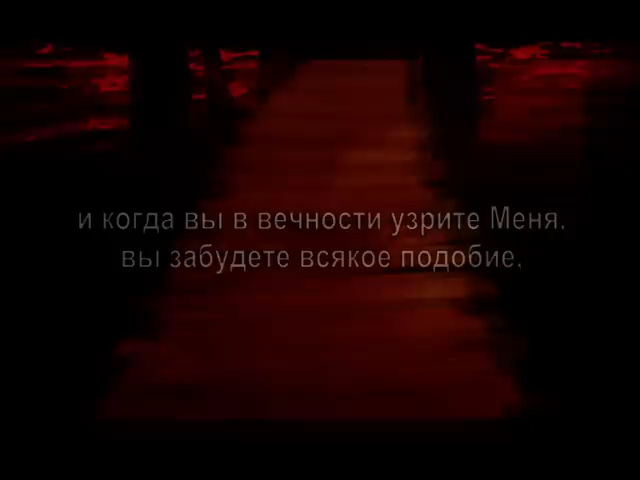 и когда вы в вечности узрите Меня,
вы забудете всякое подобие,